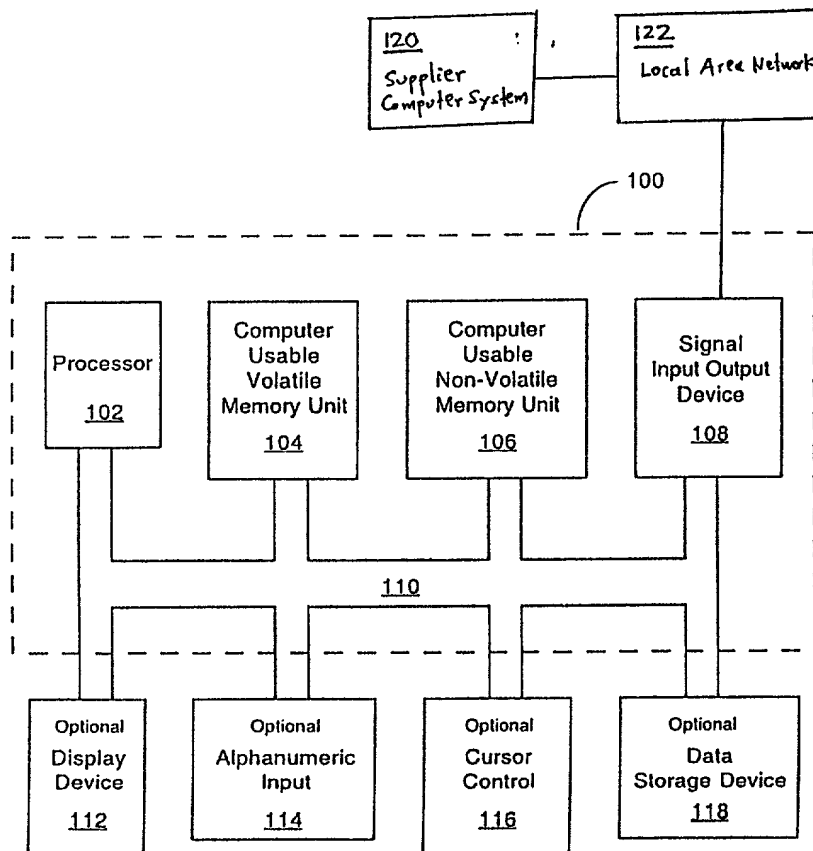 120
Supplier
Computer System
122
Local Area Network
100
Processor
102
Computer
Usable
Volatile
Memory Unit
104
Computer
Usable
Non-Volatile
Memory Unit
106
Signal
Input Output
Device
108
110
Optional
Display
Device
112
Optional
Alphanumeric
Input
114
Optional
Cursor
Control
116
Optional
Data
Storage Device
118